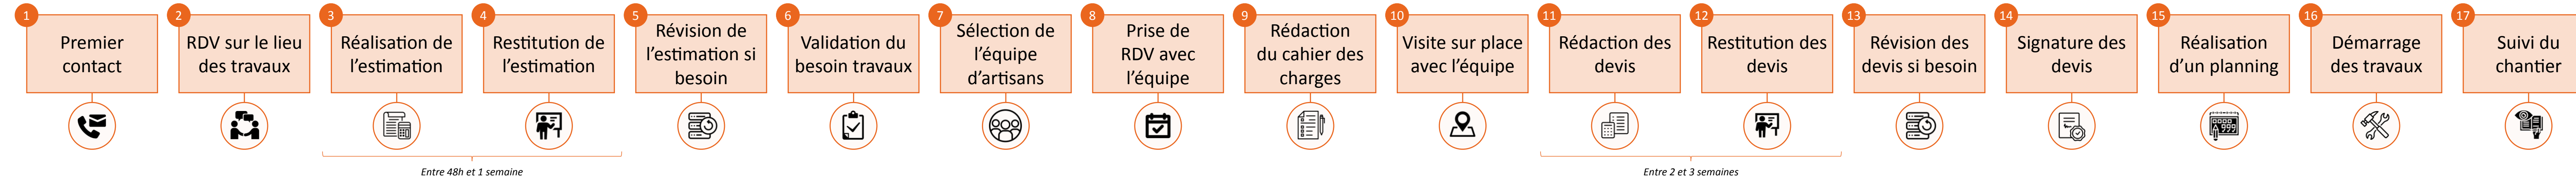 1
Premier
contact
2
RDV sur le lieu
des travaux
3
Réalisation de
l'estimation
4
Restitution de
l'estimation
5
Révision de
l'estimation si
besoin
6
Validation du
besoin travaux
7
Sélection de
l'équipe
d'artisans
8
Prise de
RDV avec
l'équipe
9
Rédaction
du cahier des
charges
10
Visite sur place
avec l'équipe
11
Rédaction des
devis
12
Restitution des
devis
13
Révision des
devis si besoin
14
Signature des
devis
15
Réalisation
d'un planning
16
Démarrage
des travaux
17
Suivi du
chantier
Entre 48h et 1 semaine
Entre 2 et 3 semaines